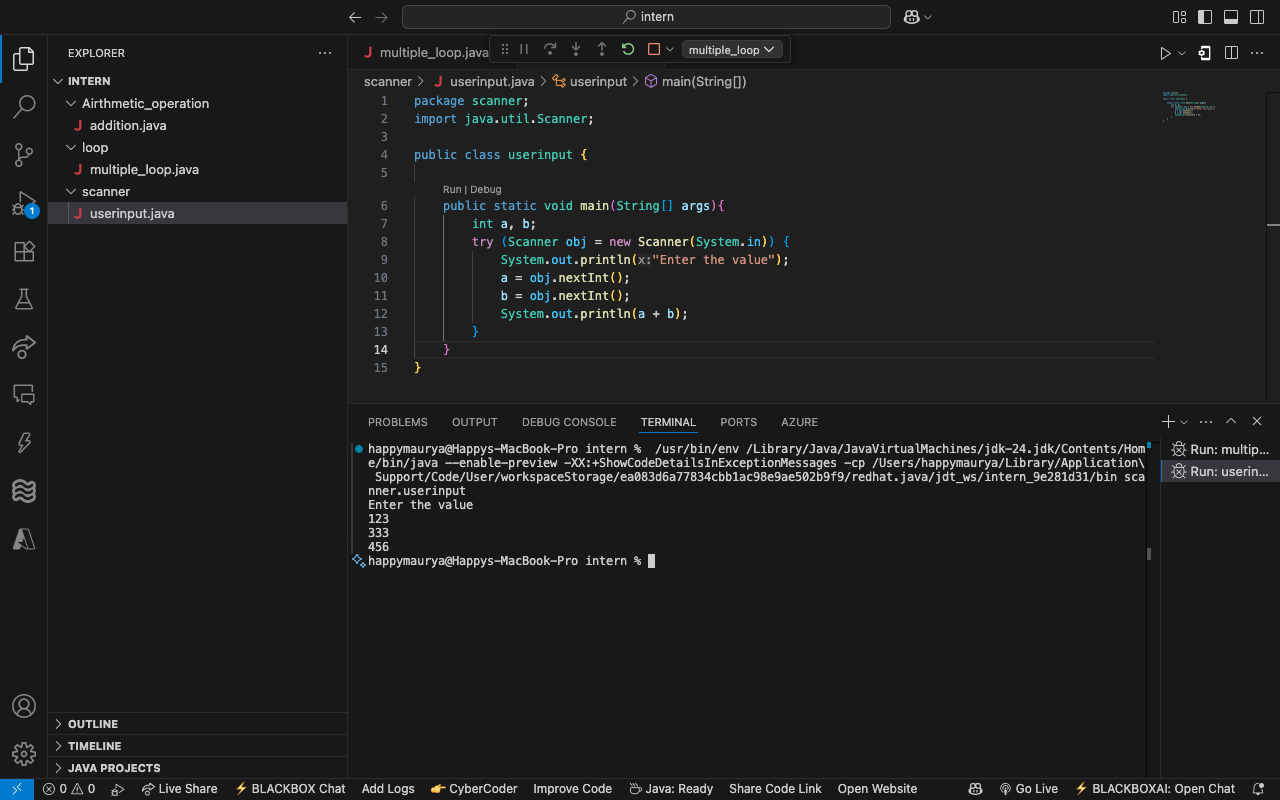 intern
EXPLORER
INTERN
Airthmetic_operation
J addition.java
loop
J multiple_loop.java
scanner
J userinput.java
OUTLINE
TIMELINE
JAVA PROJECTS
1
J multiple_loop.java
multiple_loop
scanner > J userinput.java > userinput > main(String[])
1 package scanner;
2 import java.util.Scanner;
3
4 public class userinput {
5
Run | Debug
6 public static void main(String[] args){
7 int a, b;
8 try (Scanner obj = new Scanner(System.in)) {
9 System.out.println(x:"Enter the value");
10 a = obj.nextInt();
11 b = obj.nextInt();
12 System.out.println(a + b);
13 }
14 }
15 }
PROBLEMS OUTPUT DEBUG CONSOLE TERMINAL PORTS AZURE
happymaurya@Happys-MacBook-Pro intern %  /usr/bin/env /Library/Java/JavaVirtualMachines/jdk-24.jdk/Contents/Hom
e/bin/java --enable-preview -XX:+ShowCodeDetailsInExceptionMessages -cp /Users/happymaurya/Library/Application\
 Support/Code/User/workspaceStorage/ea083d6a77834cbb1ac98e9ae502b9f9/redhat.java/jdt_ws/intern_9e281d31/bin sca
nner.userinput
Enter the value
123
333
456
happymaurya@Happys-MacBook-Pro intern %
Run: multip...
Run: userin...
0 0 Live Share BLACKBOX Chat Add Logs CyberCoder Improve Code Java: Ready Share Code Link Open Website Go Live BLACKBOXAI: Open Chat